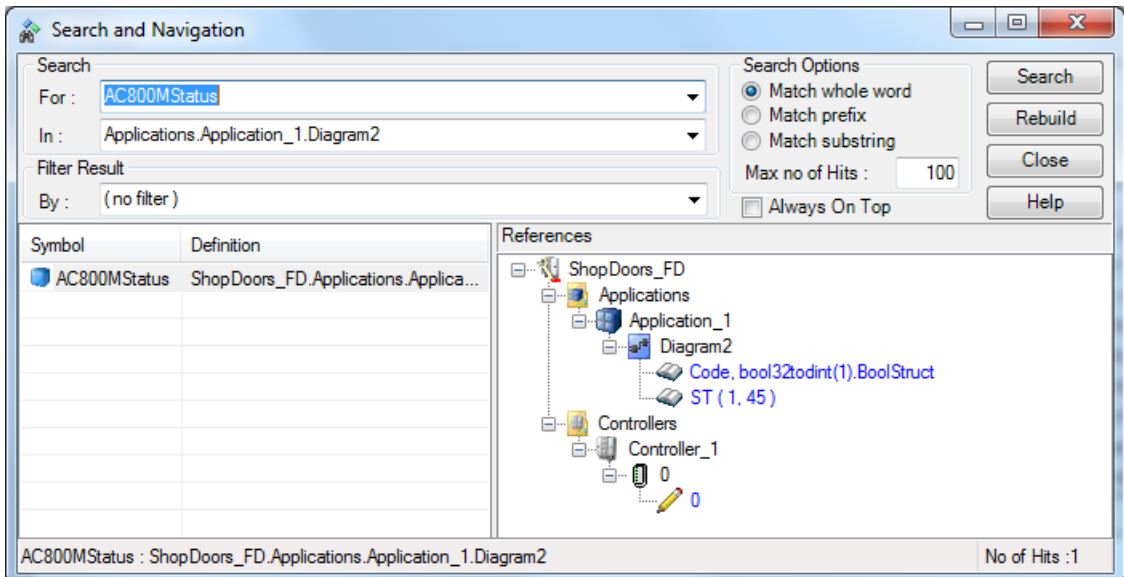 Search and Navigation
Search
For : AC800MStatus
In : Applications.Application_1.Diagram2
Filter Result
By : ( no filter )
Search Options
Match whole word
Match prefix
Match substring
Max no of Hits : 100
Always On Top
Search
Rebuild
Close
Help
Symbol Definition
AC800MStatus ShopDoors_FD.Applications.Applica...
References
ShopDoors_FD
Applications
Application_1
Diagram2
Code, bool32todint(1).BoolStruct
ST ( 1, 45 )
Controllers
Controller_1
0
0
AC800MStatus : ShopDoors_FD.Applications.Application_1.Diagram2 No of Hits :1